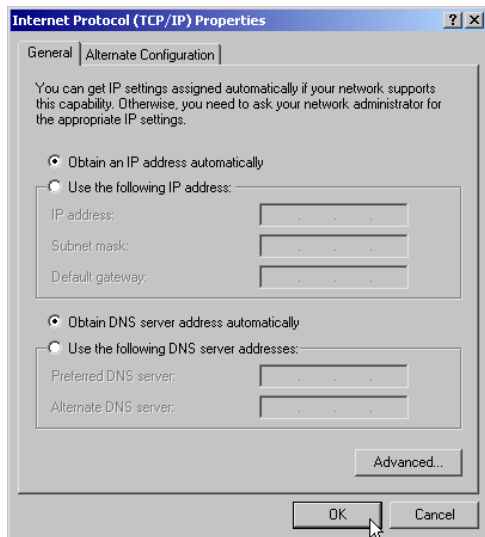 Internet Protocol (TCP/IP) Properties
General
Alternate Configuration
You can get IP settings assigned automatically if your network supports
this capability. Otherwise, you need to ask your network administrator for
the appropriate IP settings.
Obtain an IP address automatically
Use the following IP address:
IP address:
Subnet mask:
Default gateway:
Obtain DNS server address automatically
Use the following DNS server addresses:
Preferred DNS server:
Alternate DNS server:
Advanced...
OK
Cancel